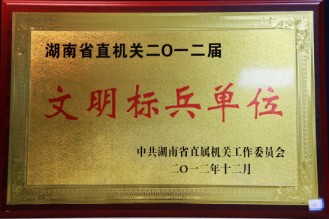 湖南省直机关二〇一二届
文明标兵单位
中共湖南省直属机关工作委员会
二〇一二年十二月